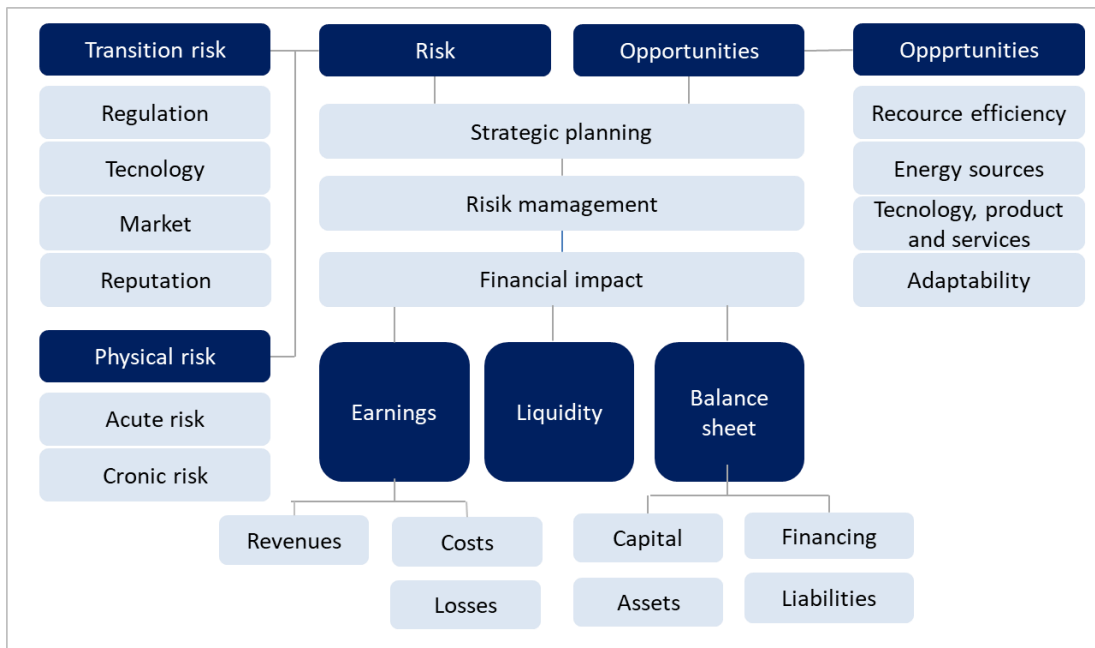 Transition risk
Risk
Opportunities
Oppprtunities
Regulation
Tecnology
Market
Reputation
Physical risk
Acute risk
Cronic risk
Strategic planning
Risik mamagement
Financial impact
Recource efficiency
Energy sources
Tecnology, product
and services
Adaptability
Earnings
Liquidity
Balance
sheet
Revenues
Costs
Losses
Capital
Financing
Assets
Liabilities